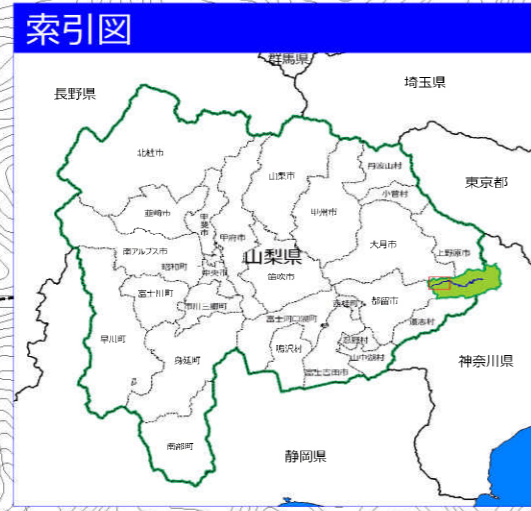 索引図
群馬県
長野県
埼玉県
北杜市
丹波山村
山梨市
小菅村
東京都
韮崎市
甲斐市
甲州市
甲府市
大月市
南アルプス市
上野原市
山梨県
昭和町
中央市
笛吹市
富士川町
市川三郷町
西桂町
都留市
富士河口湖町
道志村
早川町
鳴沢村
忍野村
山中湖村
身延町
富士吉田市
神奈川県
南部町
静岡県